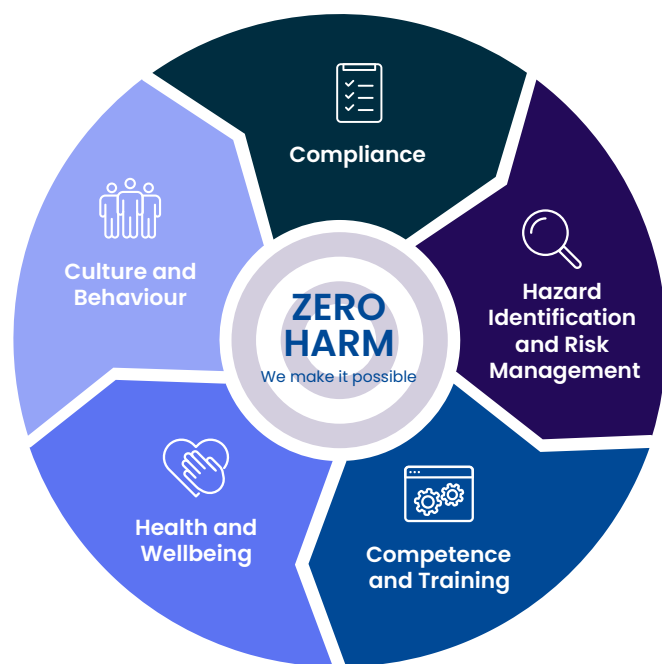 Compliance
Hazard
Identification
and Risk
Management
Competence
and Training
Health and
Wellbeing
Culture and
Behaviour
ZERO
HARM
We make it possible